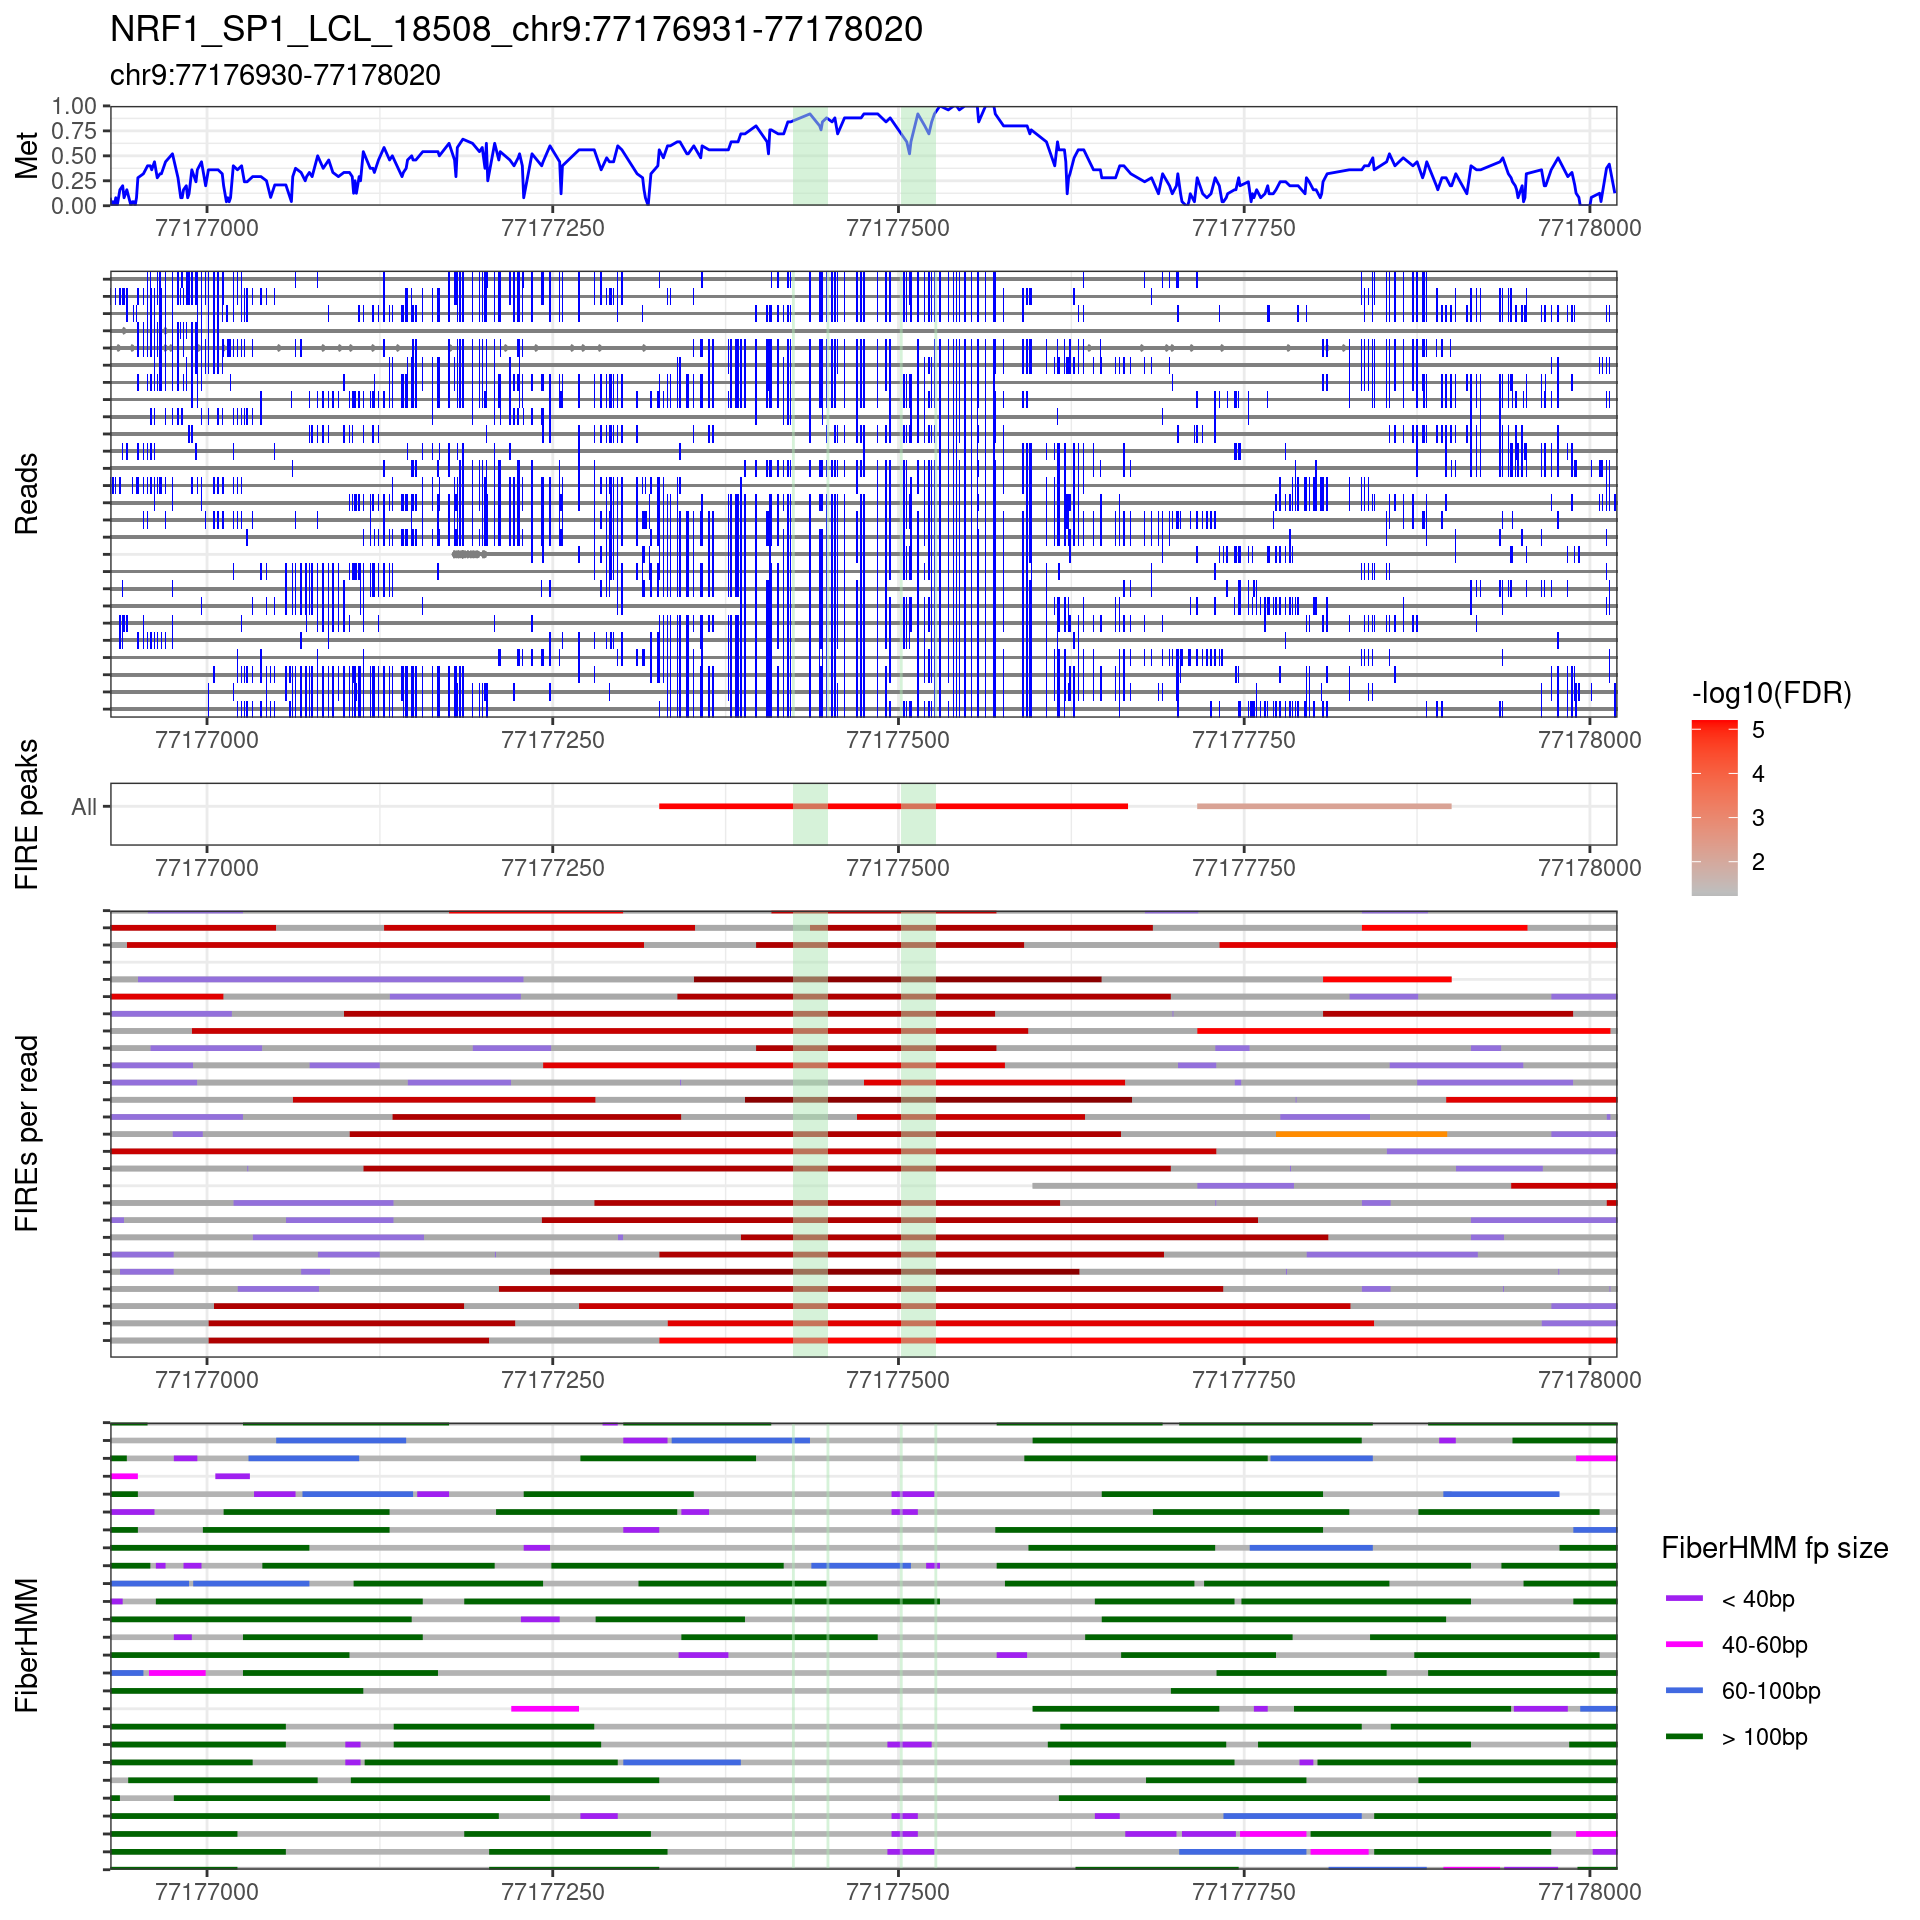 NRF1_SP1_LCL_18508_chr9:77176931-77178020
chr9:77176930-77178020
Met
1.00
0.75
0.50
0.25
0.00
77177000 77177250 77177500 77177750 77178000
Reads
77177000 77177250 77177500 77177750 77178000
FIRE peaks
All
77177000 77177250 77177500 77177750 77178000
-log10(FDR)
5
4
3
2
FIREs per read
77177000 77177250 77177500 77177750 77178000
FiberHMM
77177000 77177250 77177500 77177750 77178000
FiberHMM fp size
< 40bp
40-60bp
60-100bp
> 100bp